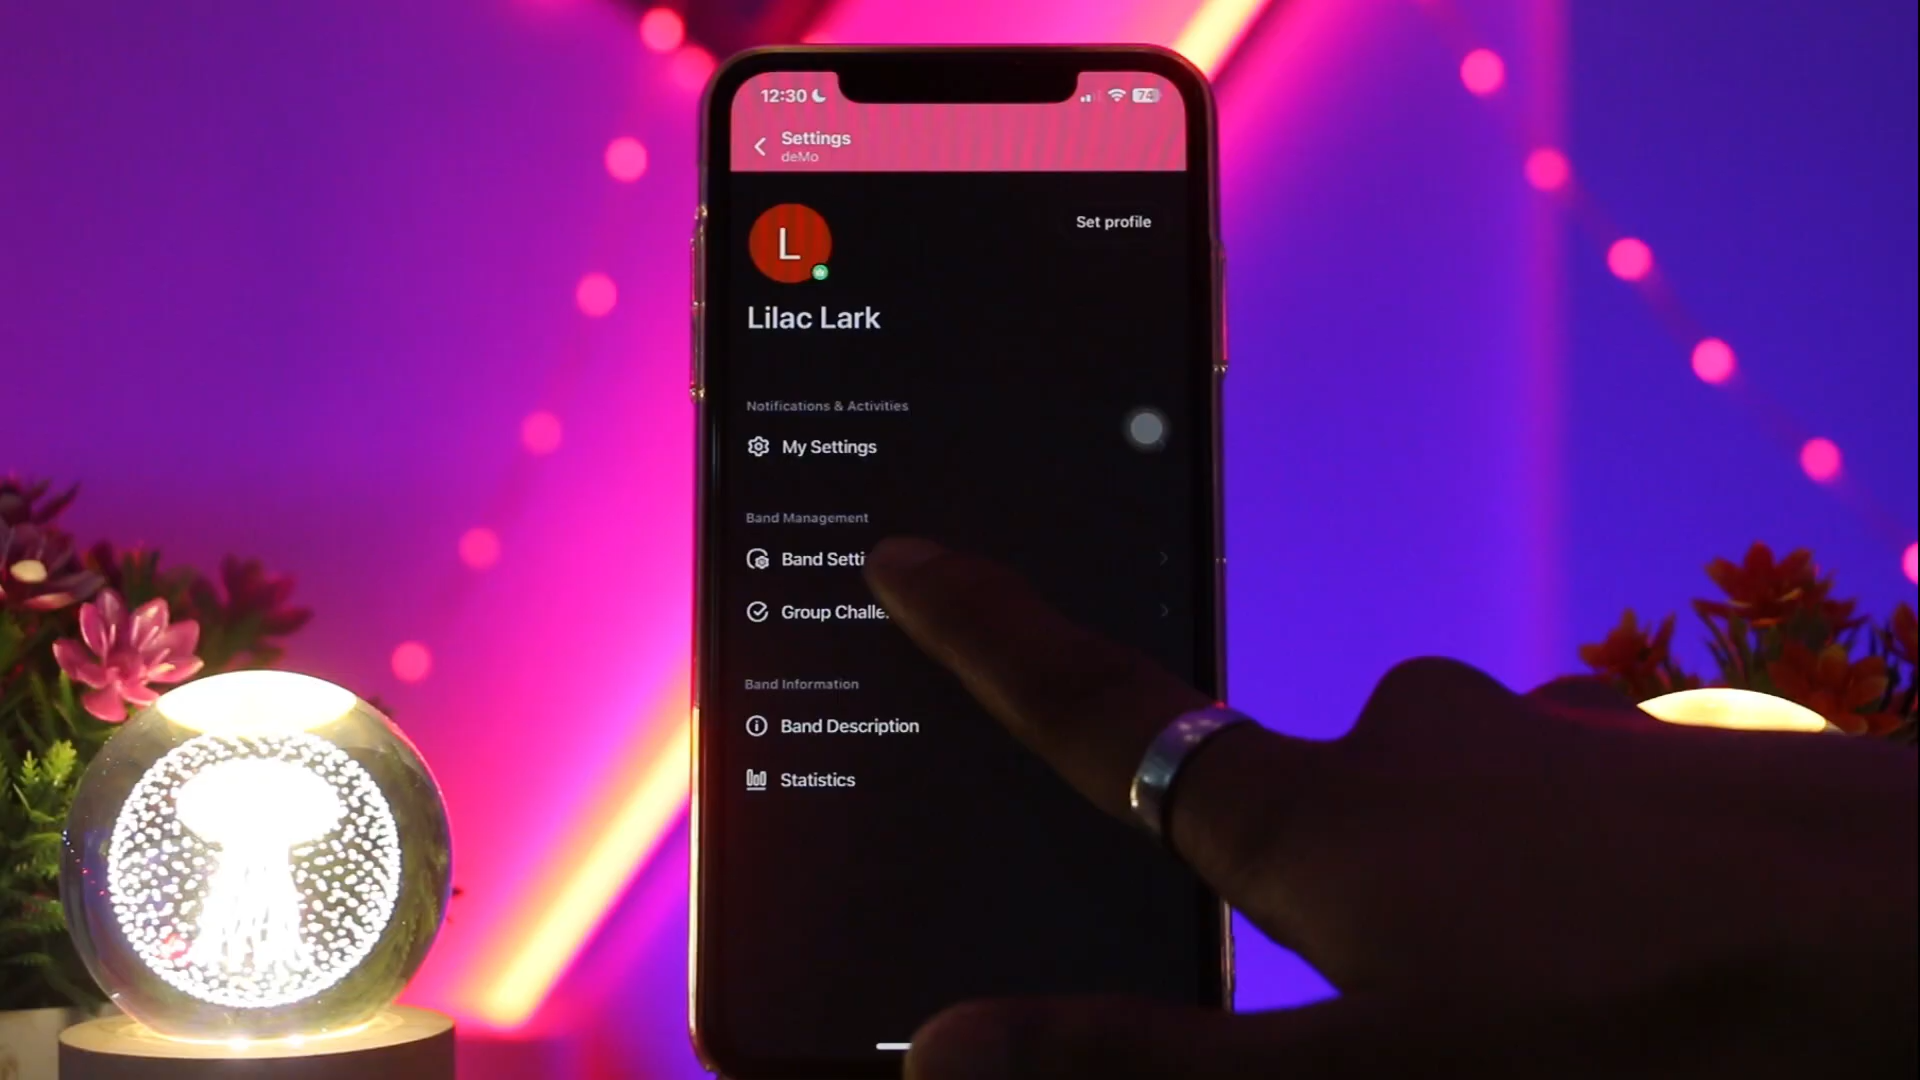 12:30
74
Settings
deMo
L
Set profile
Lilac Lark
Notifications & Activities
My Settings
Band Management
Band Setti
Group Challe
Band Information
Band Description
Statistics